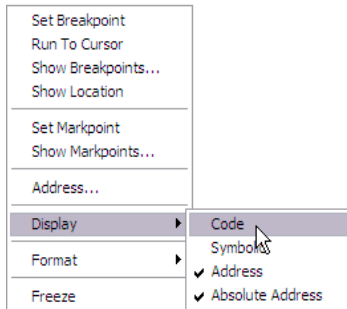 Set Breakpoint
Run To Cursor
Show Breakpoints...
Show Location
Set Markpoint
Show Markpoints...
Address...
Display
Code
Symbols
Format
Address
Freeze
Absolute Address